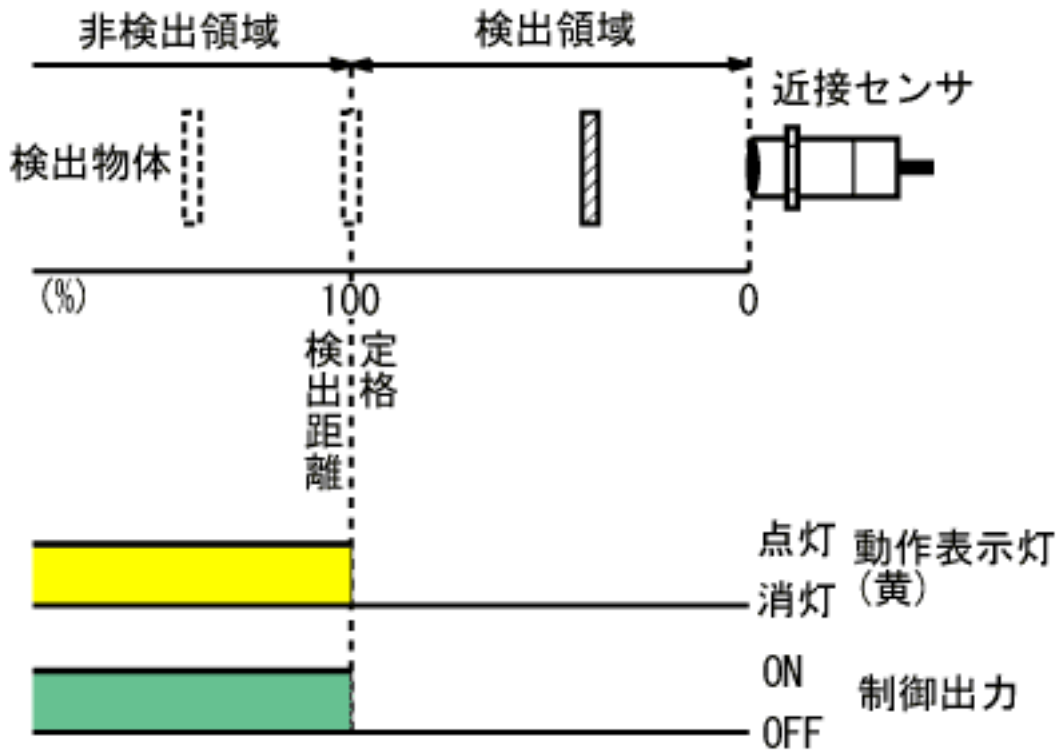 非検出領域
検出領域
近接センサ
検出物体
(%)
100
0
定格
検出距離
点灯
動作表示灯
消灯
(黄)
ON
制御出力
OFF